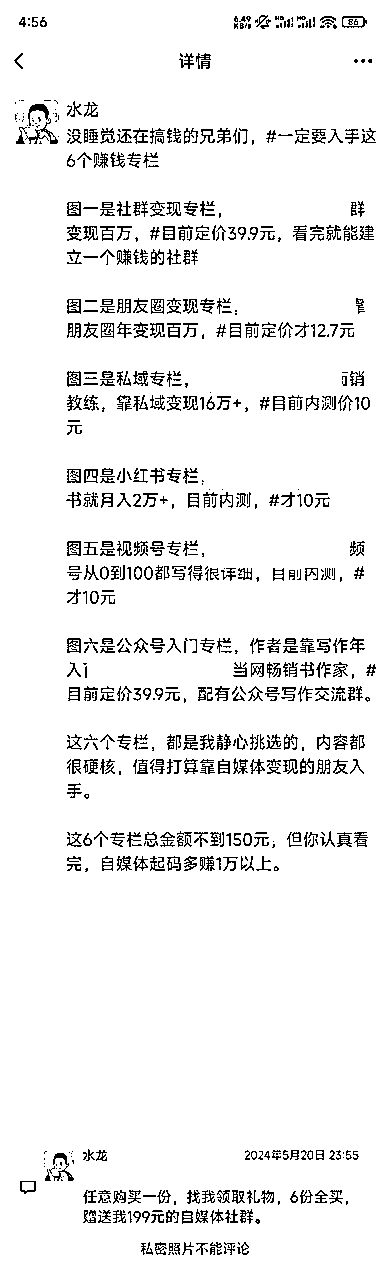 4:56
6.49 KB/s
86
详情
水龙
没睡觉还在搞钱的兄弟们，#一定要入手这
6个赚钱专栏
图一是社群变现专栏， 群
变现百万，#目前定价39.9元，看完就能建
立一个赚钱的社群
图二是朋友圈变现专栏， 靠
朋友圈年变现百万，#目前定价才12.7元
图三是私域专栏， 销
教练，靠私域变现16万+，#目前内测价10
元
图四是小红书专栏，
书就月入2万+，目前内测，#才10元
图五是视频号专栏， 频
号从0到100都写得很详细，目前内测，#
才10元
图六是公众号入门专栏，作者是靠写作年
入 当网畅销书作家，#
目前定价39.9元，配有公众号写作交流群。
这六个专栏，都是我静心挑选的，内容都
很硬核，值得打算靠自媒体变现的朋友入
手。
这6个专栏总金额不到150元，但你认真看
完，自媒体起码多赚1万以上。
水龙 2024年5月20日 23:55
任意购买一份，找我领取礼物，6份全买，
赠送我199元的自媒体社群。
私密照片不能评论